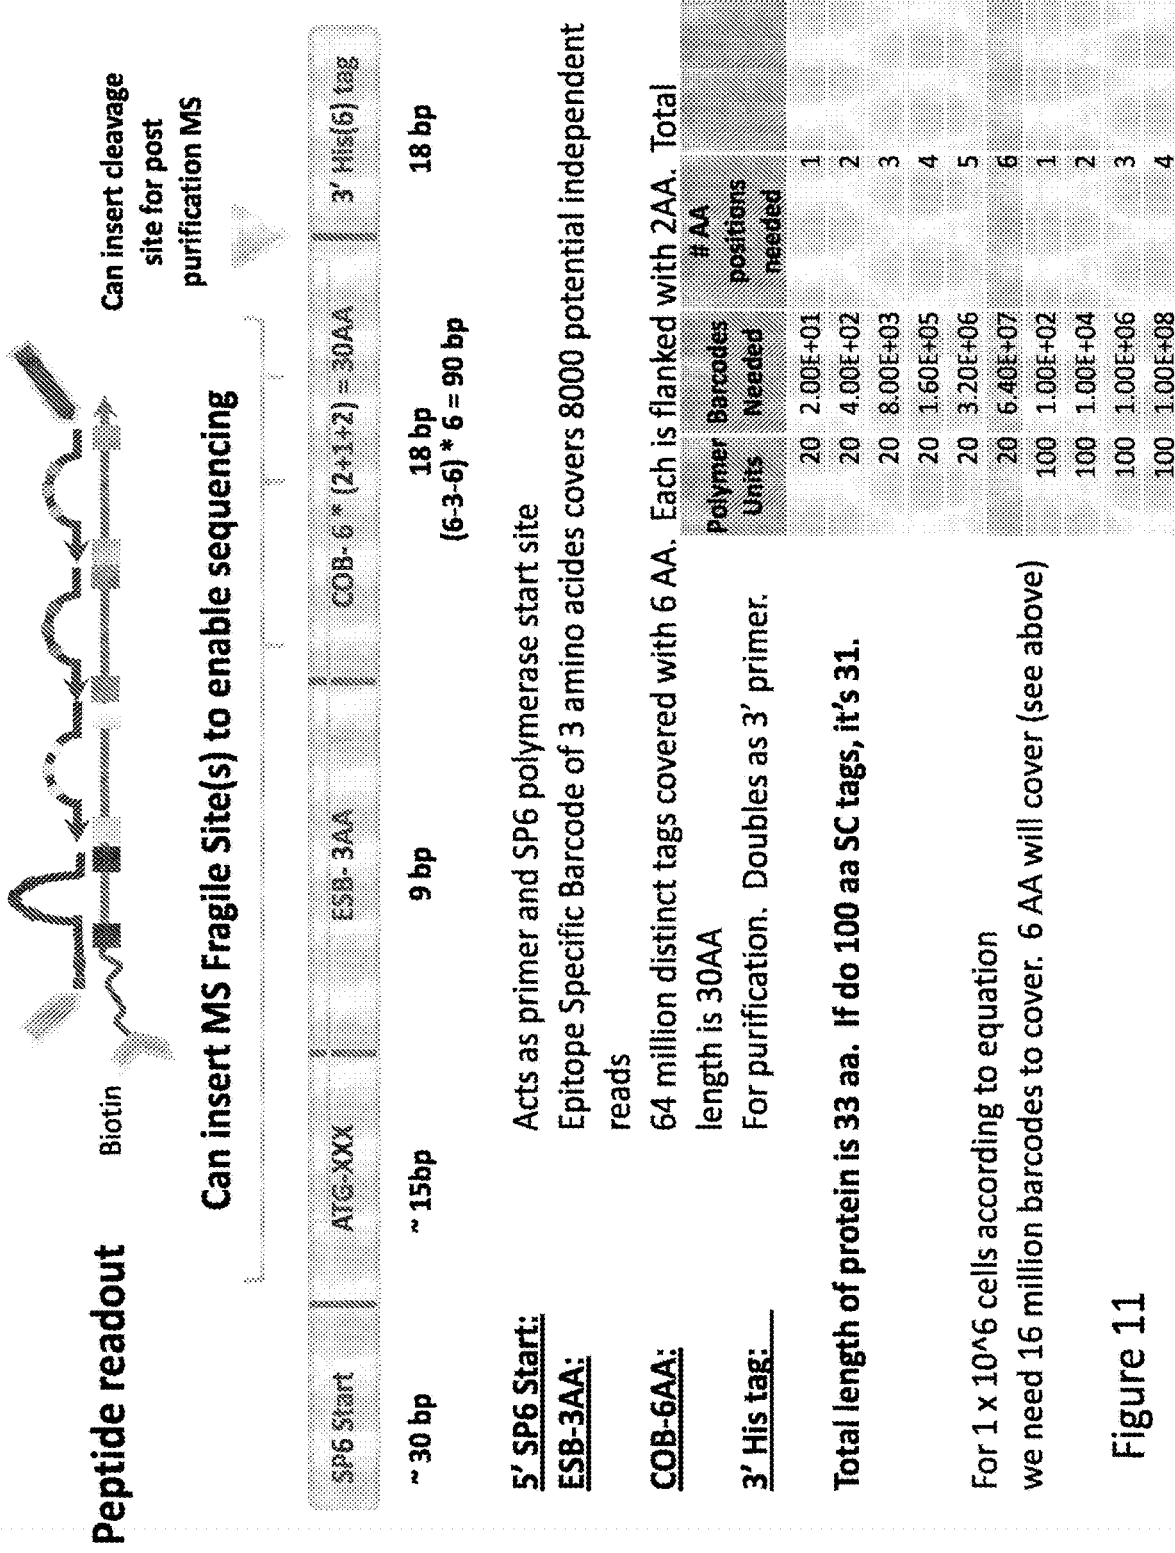 Peptide readout
Biotin
Can insert cleavage
site for post
purification MS
Can insert MS Fragile Site(s) to enable sequencing
SP6 Start
ATG-XXX
ESB- 3AA
COB- 6 * (2+1+2) = 30AA
3' His(6) tag
~ 30 bp
~ 15bp
9 bp
18 bp
(6-3-6) * 6 = 90 bp
18 bp
5' SP6 Start:
Acts as primer and SP6 polymerase start site
ESB-3AA:
Epitope Specific Barcode of 3 amino acides covers 8000 potential independent
reads
COB-6AA:
64 million distinct tags covered with 6 AA. Each is flanked with 2AA. Total
length is 30AA
3' His tag:
For purification. Doubles as 3' primer.
Total length of protein is 33 aa. If do 100 aa SC tags, it's 31.
For 1 x 10^6 cells according to equation
we need 16 million barcodes to cover. 6 AA will cover (see above)
Polymer Units
Barcodes Needed
# AA positions needed
20 2.00E+01 1
20 4.00E+02 2
20 8.00E+03 3
20 1.60E+05 4
20 3.20E+06 5
20 6.40E+07 6
100 1.00E+02 1
100 1.00E+04 2
100 1.00E+06 3
100 1.00E+08 4
Figure 11